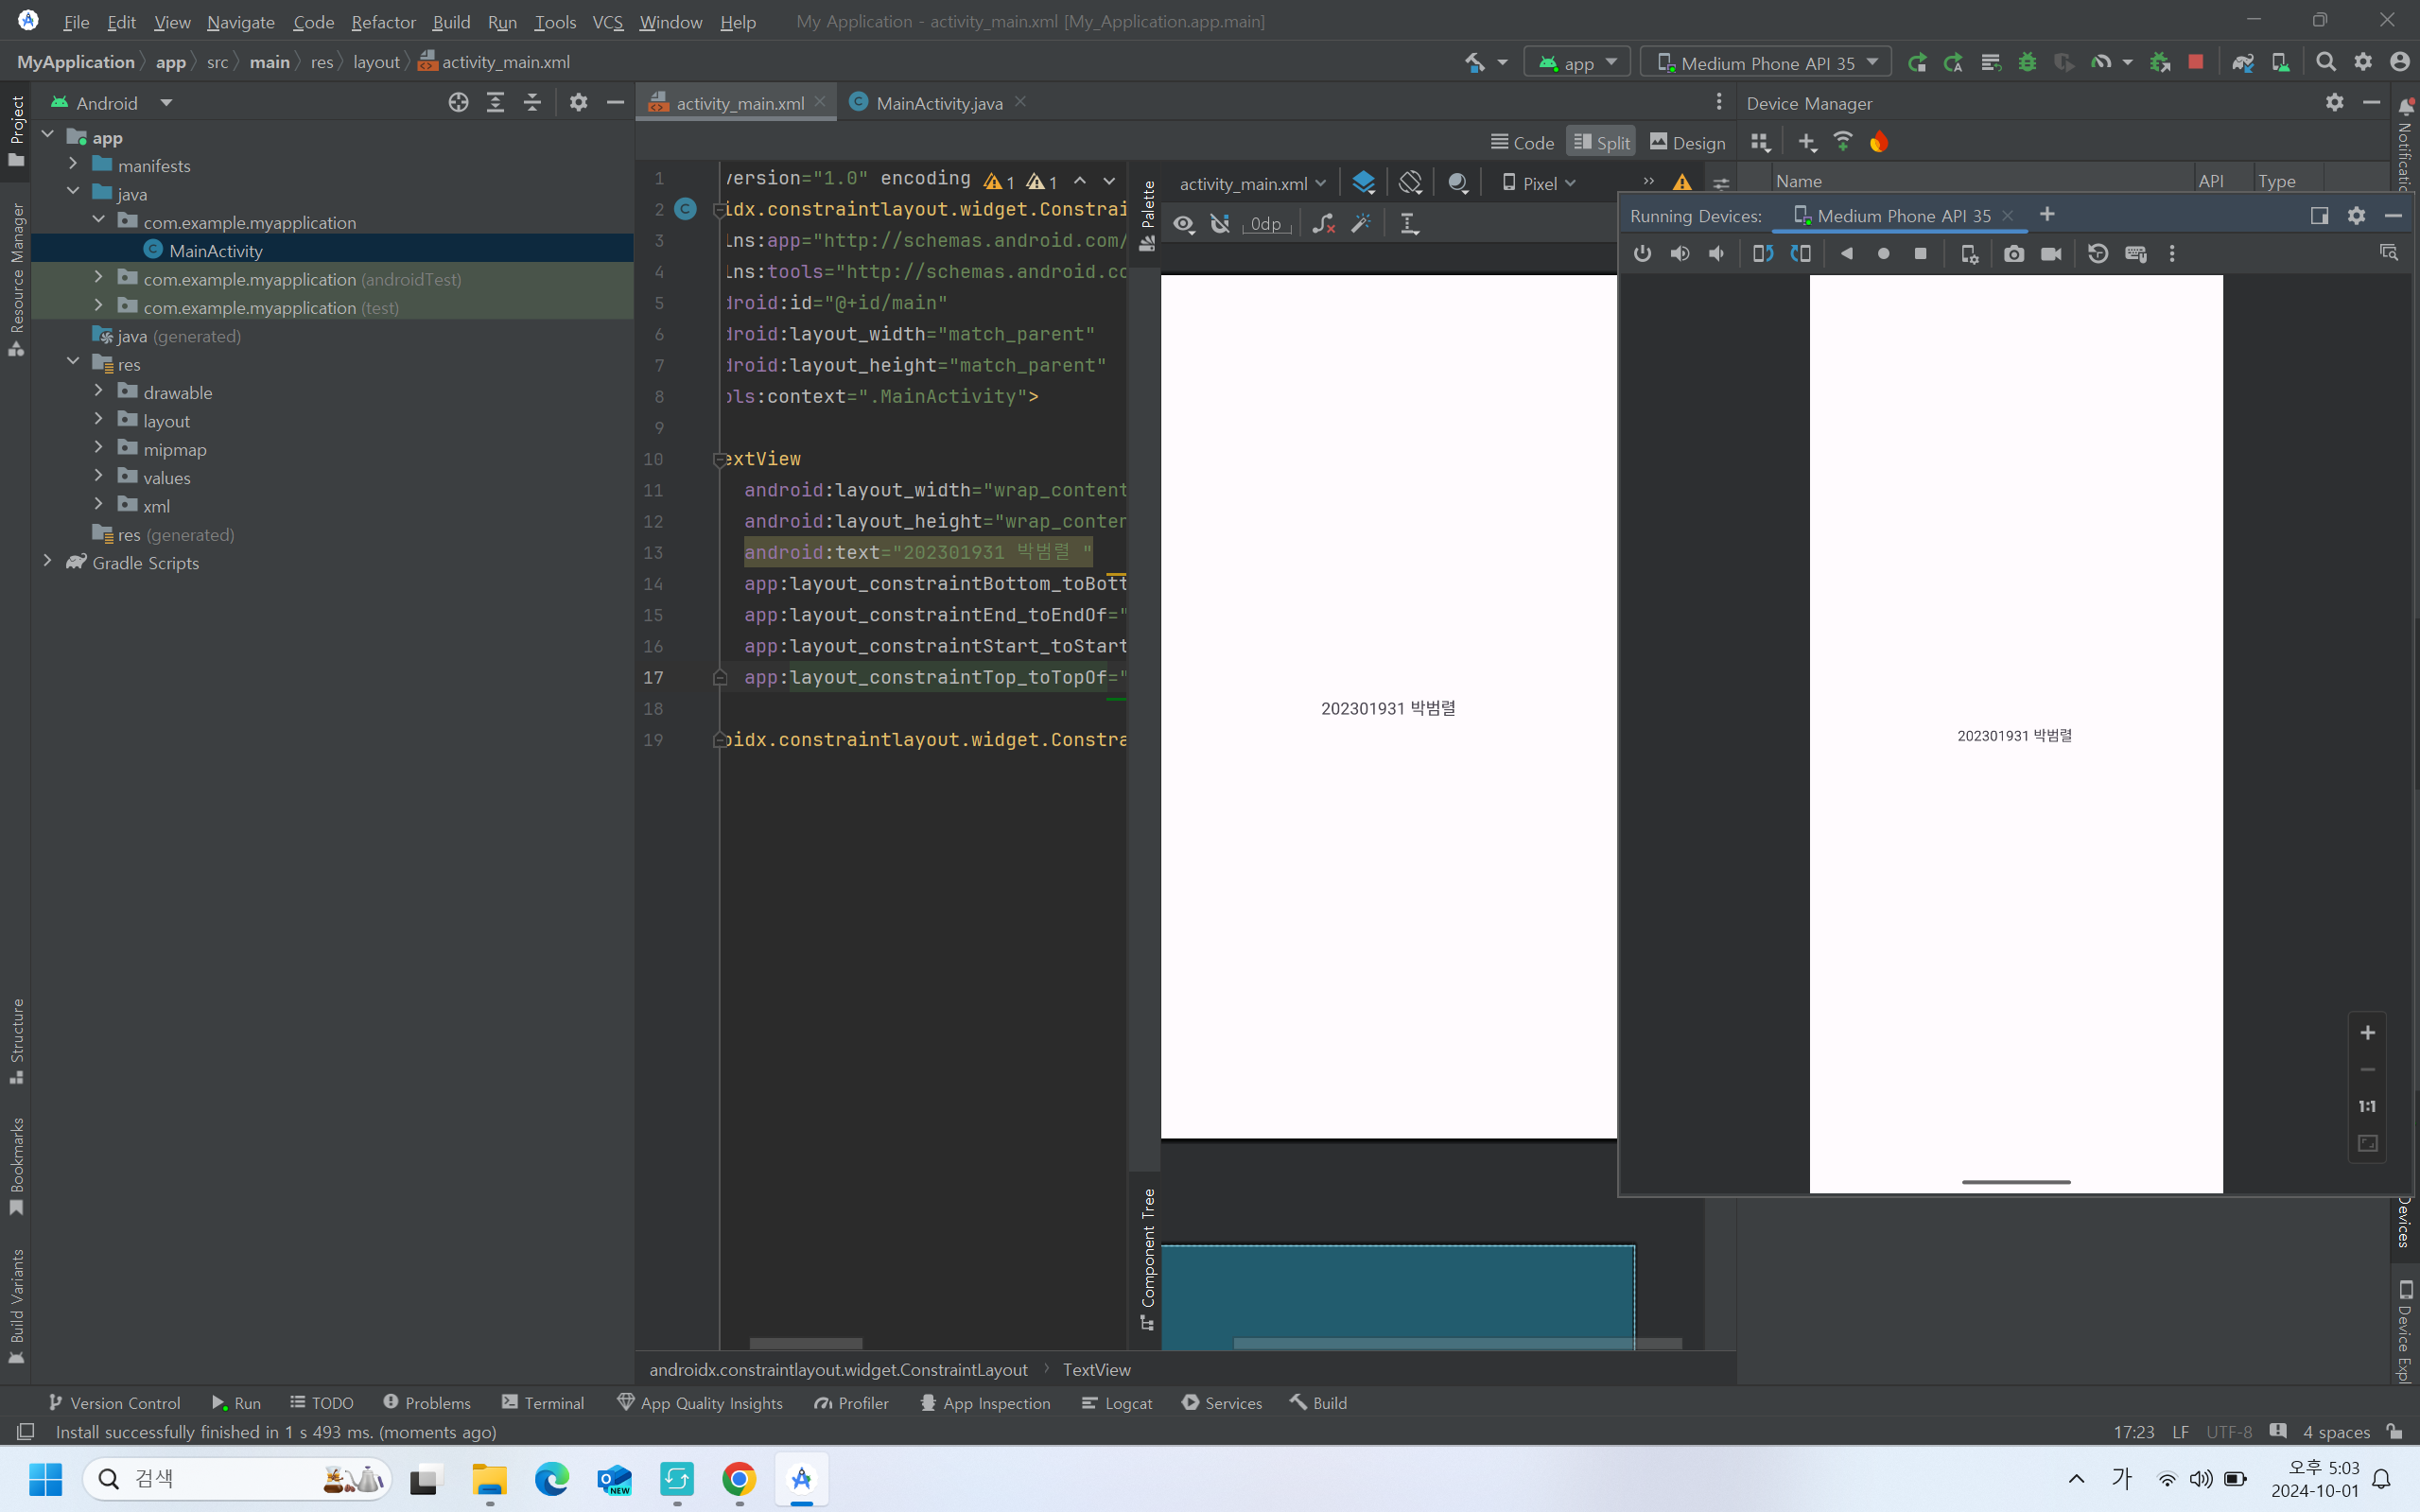 File Edit View Navigate Code Refactor Build Run Tools VCS Window Help My Application - activity_main.xml [My_Application.app.main]
MyApplication app src main res layout activity_main.xml
app Medium Phone API 35
Project
Resource Manager
Structure
Bookmarks
Build Variants
Android
app
manifests
java
com.example.myapplication
MainActivity
com.example.myapplication (androidTest)
com.example.myapplication (test)
java (generated)
res
drawable
layout
mipmap
values
xml
res (generated)
Gradle Scripts
activity_main.xml MainActivity.java
Code Split Design
1 version="1.0" encoding 1 1
2 idx.constraintlayout.widget.Constrai
3 lns:app="http://schemas.android.com/
4 lns:tools="http://schemas.android.co
5 droid:id="@+id/main"
6 droid:layout_width="match_parent"
7 droid:layout_height="match_parent"
8 ols:context=".MainActivity">
9
10 extView
11 android:layout_width="wrap_content
12 android:layout_height="wrap_conten
13 android:text="202301931 박범렬 "
14 app:layout_constraintBottom_toBott
15 app:layout_constraintEnd_toEndOf="
16 app:layout_constraintStart_toStart
17 app:layout_constraintTop_toTopOf="
18
19 oidx.constraintlayout.widget.Constra
Palette
Component Tree
activity_main.xml Pixel
0dp
202301931 박범렬
androidx.constraintlayout.widget.ConstraintLayout TextView
Device Manager
Name API Type
Running Devices: Medium Phone API 35
202301931 박범렬
1:1
Notificatio
Devices
Device Expl
Version Control Run TODO Problems Terminal App Quality Insights Profiler App Inspection Logcat Services Build
Install successfully finished in 1 s 493 ms. (moments ago) 17:23 LF UTF-8 4 spaces
검색 NEW 가 오후 5:03
2024-10-01